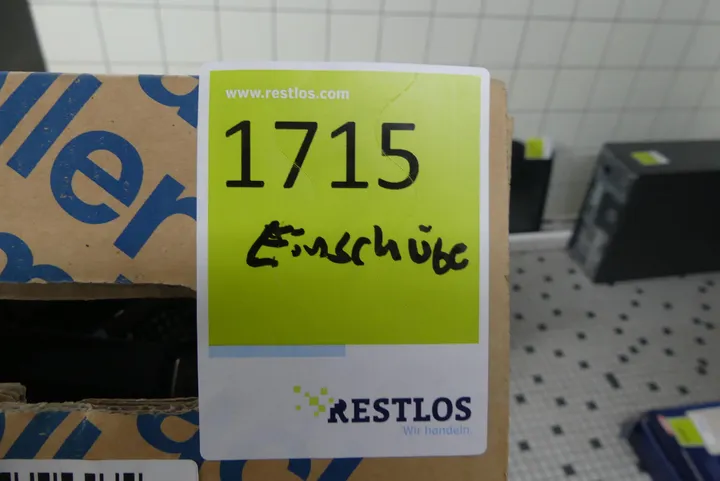 www.restlos.com
1715
Einschübe
RESTLOS
Wir handeln.